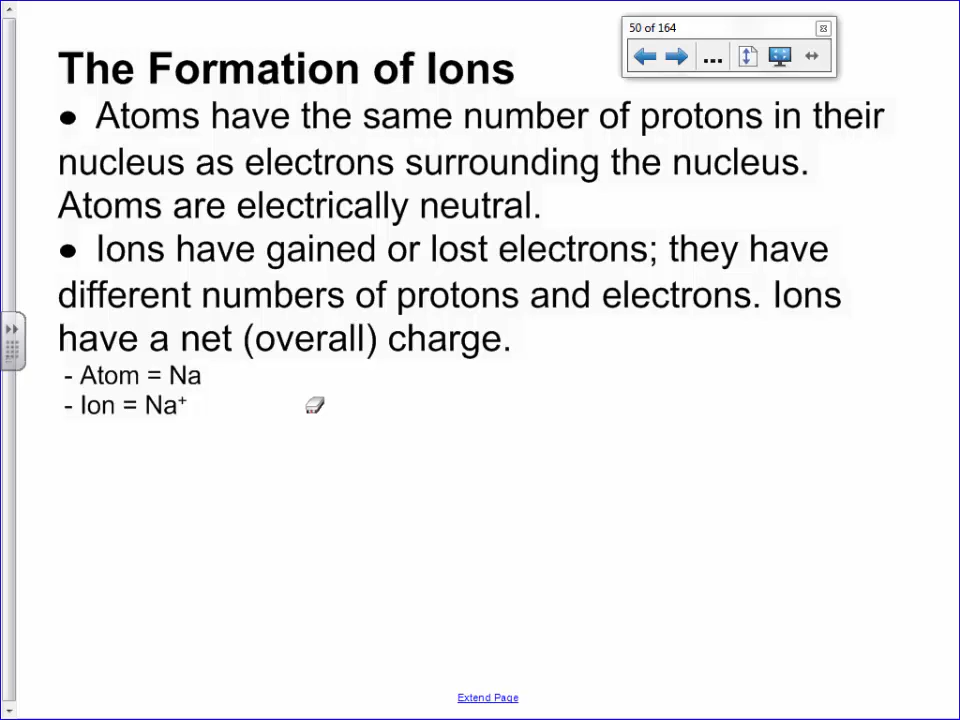 50 of 164
The Formation of Ions
● Atoms have the same number of protons in their
nucleus as electrons surrounding the nucleus.
Atoms are electrically neutral.
● Ions have gained or lost electrons; they have
different numbers of protons and electrons. Ions
have a net (overall) charge.
- Atom = Na
- Ion = Na⁺
Extend Page